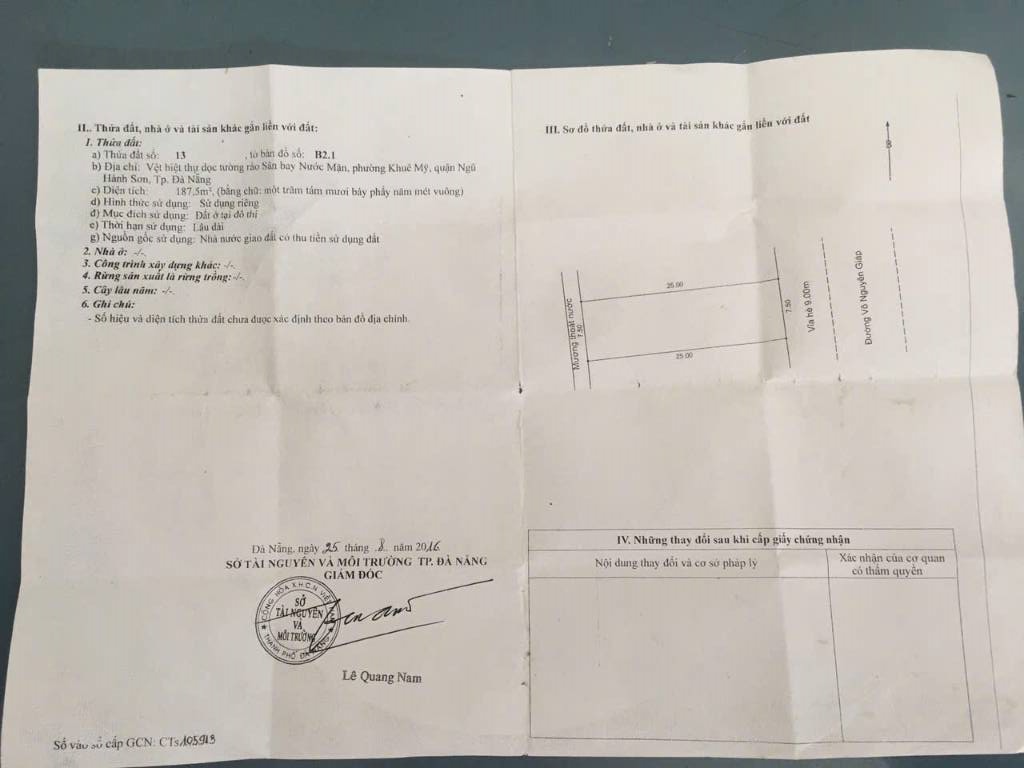 II.. Thửa đất, nhà ở và tài sản khác gắn liền với đất:
1. Thửa đất:
a) Thửa đất số: 13 , tờ bản đồ số: B2.1
b) Địa chỉ: Vệt biệt thự dọc tường rào Sân bay Nước Mặn, phường Khuê Mỹ, quận Ngũ
Hành Sơn, Tp. Đà Nẵng
c) Diện tích: 187,5m², (bằng chữ: một trăm tám mươi bảy phẩy năm mét vuông)
d) Hình thức sử dụng: Sử dụng riêng
đ) Mục đích sử dụng: Đất ở tại đô thị
e) Thời hạn sử dụng: Lâu dài
g) Nguồn gốc sử dụng: Nhà nước giao đất có thu tiền sử dụng đất
2. Nhà ở: -/-.
3. Công trình xây dựng khác: -/-.
4. Rừng sản xuất là rừng trồng: -/-.
5. Cây lâu năm: -/-.
6. Ghi chú:
- Số hiệu và diện tích thửa đất chưa được xác định theo bản đồ địa chính.
Đà Nẵng, ngày 25 tháng 8 năm 2016
SỞ TÀI NGUYÊN VÀ MÔI TRƯỜNG TP. ĐÀ NẴNG
GIÁM ĐỐC
CỘNG HÒA X.H.C.N VIỆT NAM
SỞ
TÀI NGUYÊN
VÀ
MÔI TRƯỜNG
THÀNH PHỐ ĐÀ NẴNG
Lê Quang Nam
Số vào sổ cấp GCN: CTs105913
III. Sơ đồ thửa đất, nhà ở và tài sản khác gắn liền với đất
25.00
7.50
Mương thoát nước
7.50
Vỉa hè 9.00m
Đường Võ Nguyên Giáp
25.00
IV. Những thay đổi sau khi cấp giấy chứng nhận
Nội dung thay đổi và cơ sở pháp lý
Xác nhận của cơ quan
có thẩm quyền